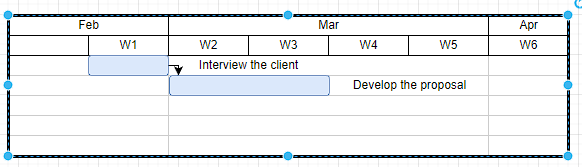 Feb Mar Apr
W1 W2 W3 W4 W5 W6
Interview the client
Develop the proposal